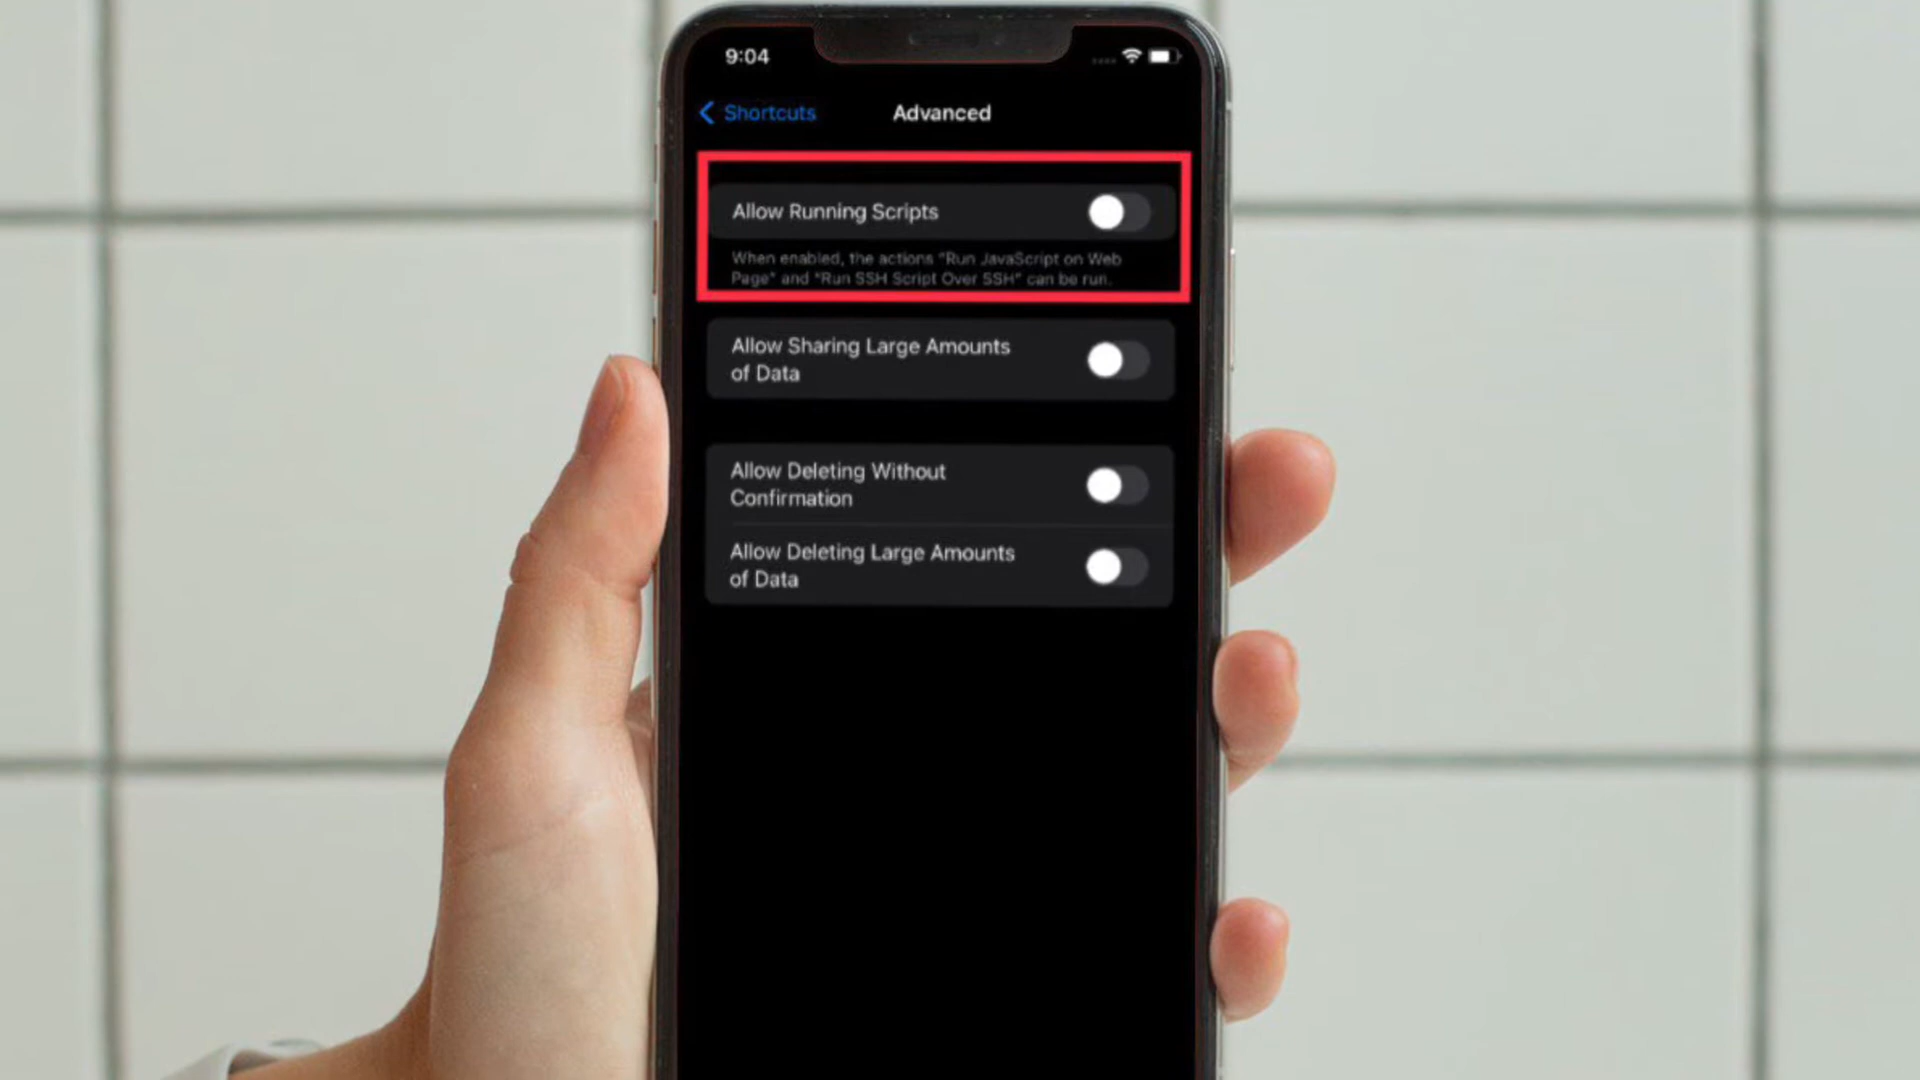 9:04
Shortcuts
Advanced
Allow Running Scripts
When enabled, the actions "Run JavaScript on Web
Page" and "Run SSH Script Over SSH" can be run.
Allow Sharing Large Amounts
of Data
Allow Deleting Without
Confirmation
Allow Deleting Large Amounts
of Data